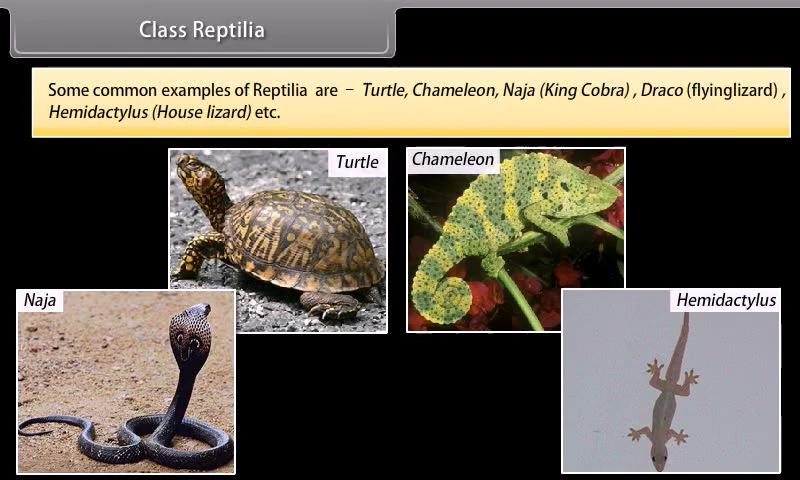 Class Reptilia
Some common examples of Reptilia are – Turtle, Chameleon, Naja (King Cobra) , Draco (flyinglizard) ,
Hemidactylus (House lizard) etc.
Turtle
Chameleon
Naja
Hemidactylus